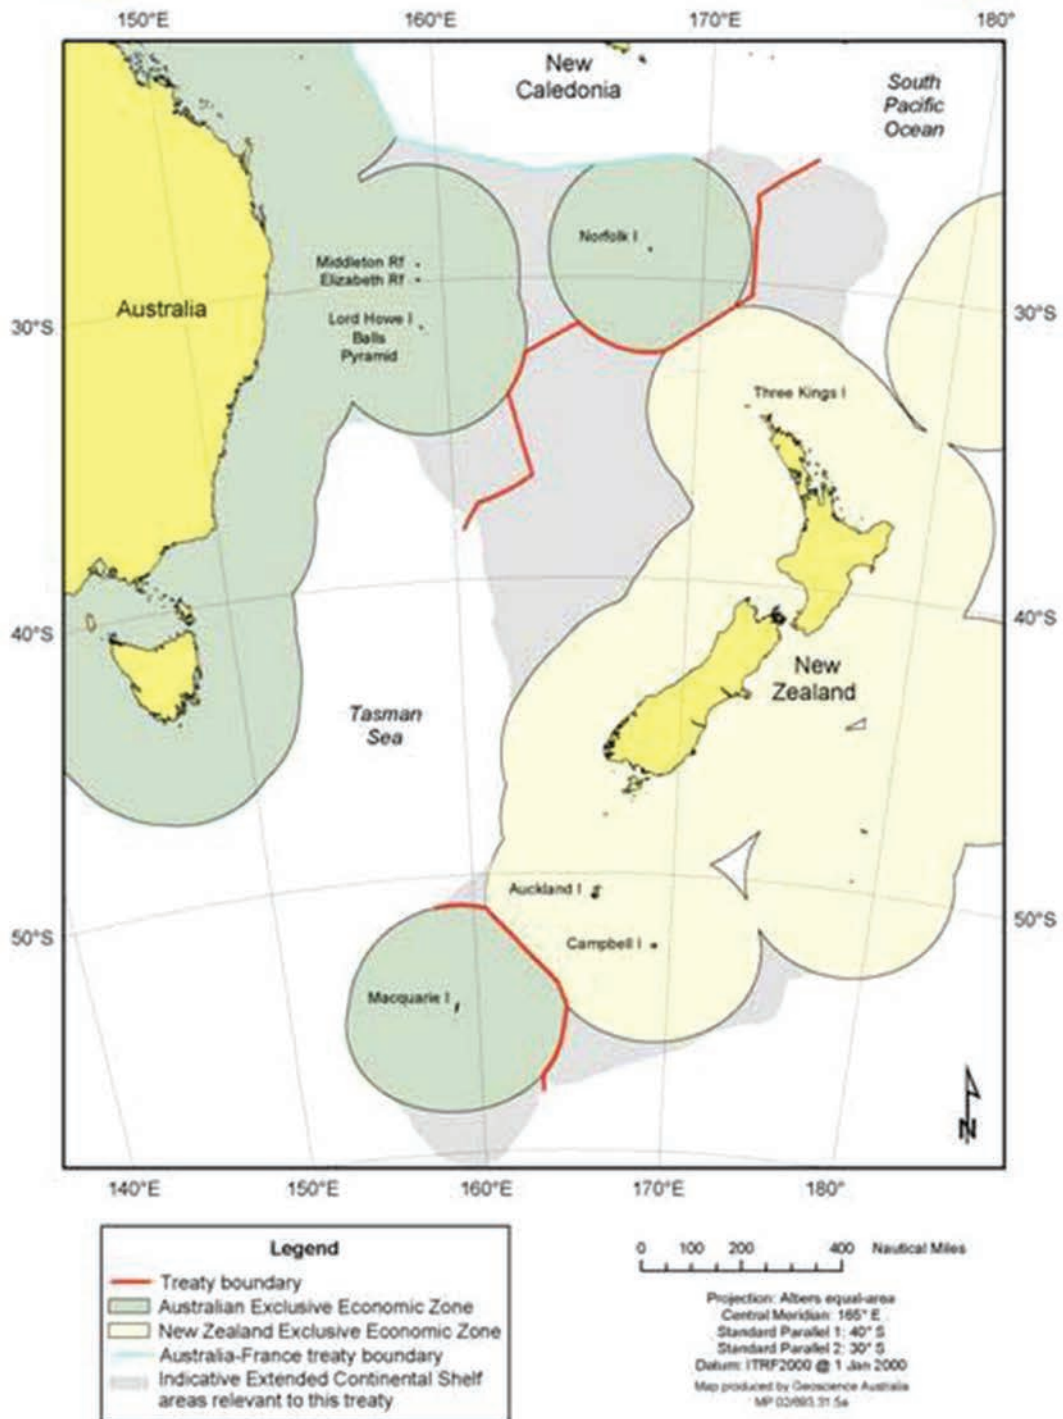 150°E 160°E 170°E 180°
New
Caledonia
South
Pacific
Ocean
Norfolk I
Middleton Rf
Elizabeth Rf
Australia
Lord Howe I
Balls
Pyramid
30°S 30°S
Three Kings I
40°S 40°S
New
Zealand
Tasman
Sea
Auckland I
50°S 50°S
Campbell I
Macquarie I
N
140°E 150°E 160°E 170°E 180°
Legend
Treaty boundary
Australian Exclusive Economic Zone
New Zealand Exclusive Economic Zone
Australia-France treaty boundary
Indicative Extended Continental Shelf
areas relevant to this treaty
0 100 200 400 Nautical Miles
Projection: Albers equal-area
Central Meridian: 165° E
Standard Parallel 1: 40° S
Standard Parallel 2: 30° S
Datum: ITRF2000 @ 1 Jan 2000
Map produced by Geoscience Australia